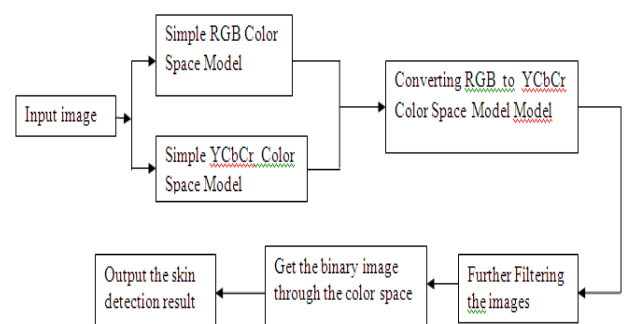 Simple RGB Color
Space Model
Input image
Simple YCbCr Color
Space Model
Converting RGB to YCbCr
Color Space Model Model
Further Filtering
the images
Get the binary image
through the color space
Output the skin
detection result